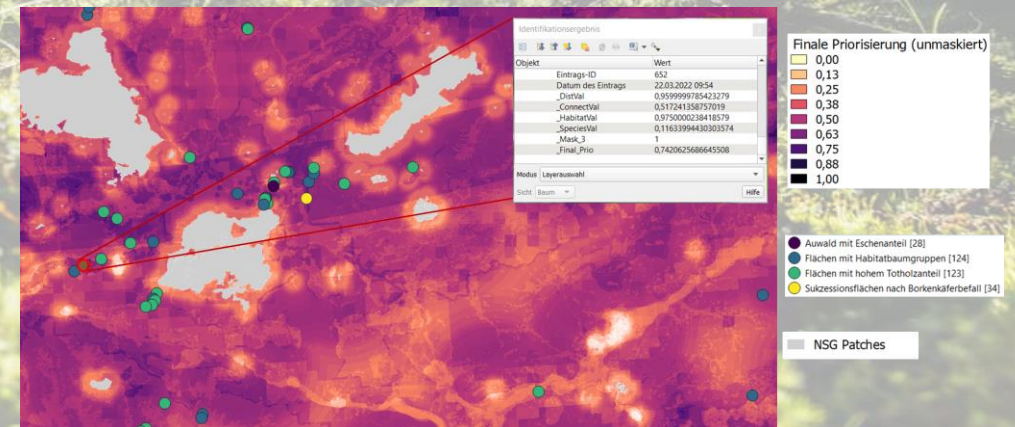 Identifikationsergebnis
Objekt Wert
Eintrags-ID 652
Datum des Eintrags 22.03.2022 09:54
_DistVal 0,9599999785423279
_ConnectVal 0,517241358757019
_HabitatVal 0,9750000238418579
_SpeciesVal 0,11633994430303574
_Mask_3 1
_Final_Prio 0,7420625686645508
Modus Layerauswahl
Sicht Baum Hilfe
Finale Priorisierung (unmaskiert)
0,00
0,13
0,25
0,38
0,50
0,63
0,75
0,88
1,00
Auwald mit Eschenanteil [28]
Flächen mit Habitatbaumgruppen [124]
Flächen mit hohem Totholzanteil [123]
Sukzessionsflächen nach Borkenkäferbefall [34]
NSG Patches